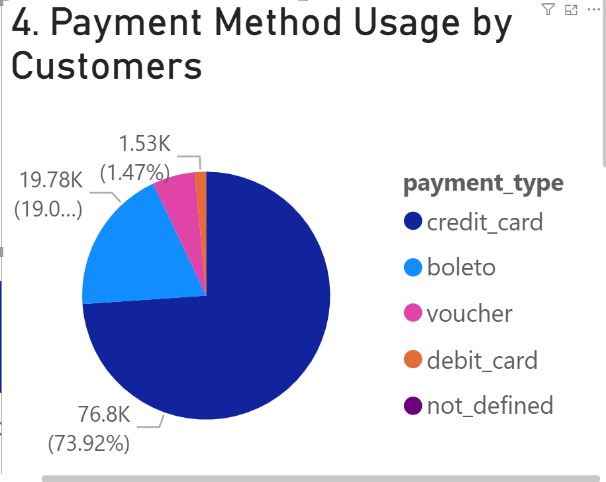 4. Payment Method Usage by
Customers
1.53K
(1.47%)
19.78K
(19.0...)
76.8K
(73.92%)
payment_type
credit_card
boleto
voucher
debit_card
not_defined